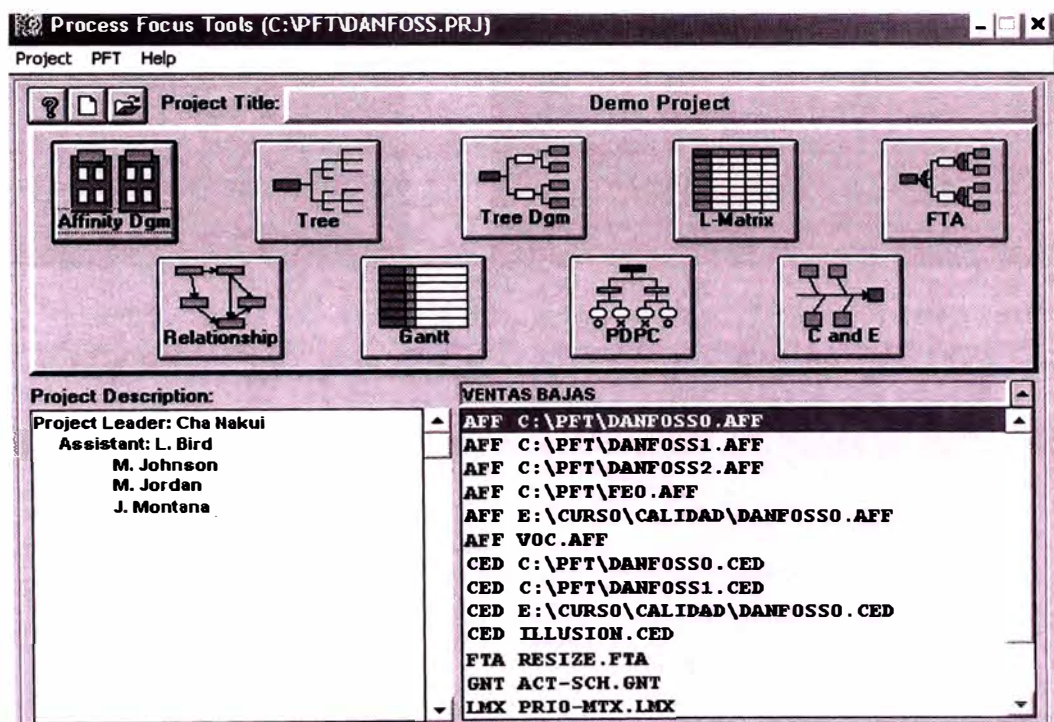 Process Focus Tools (C:\PFT\DANFOSS.PRJ)
Project PFT Help
Project Title: Demo Project
Affinity Dgm
Tree
Tree Dgm
L-Matrix
FTA
Relationship
Gantt
PDPC
C and E
Project Description:
Project Leader: Cha Nakui
Assistant: L. Bird
M. Johnson
M. Jordan
J. Montana
VENTAS BAJAS
AFF C:\PFT\DANFOSS0.AFF
AFF C:\PFT\DANFOSS1.AFF
AFF C:\PFT\DANFOSS2.AFF
AFF C:\PFT\FEO.AFF
AFF E:\CURSO\CALIDAD\DANFOSS0.AFF
AFF VOC.AFF
CED C:\PFT\DANFOSS0.CED
CED C:\PFT\DANFOSS1.CED
CED E:\CURSO\CALIDAD\DANFOSS0.CED
CED ILLUSION.CED
FTA RESIZE.FTA
GNT ACT-SCH.GNT
LMX PRIO-MTX.LMX